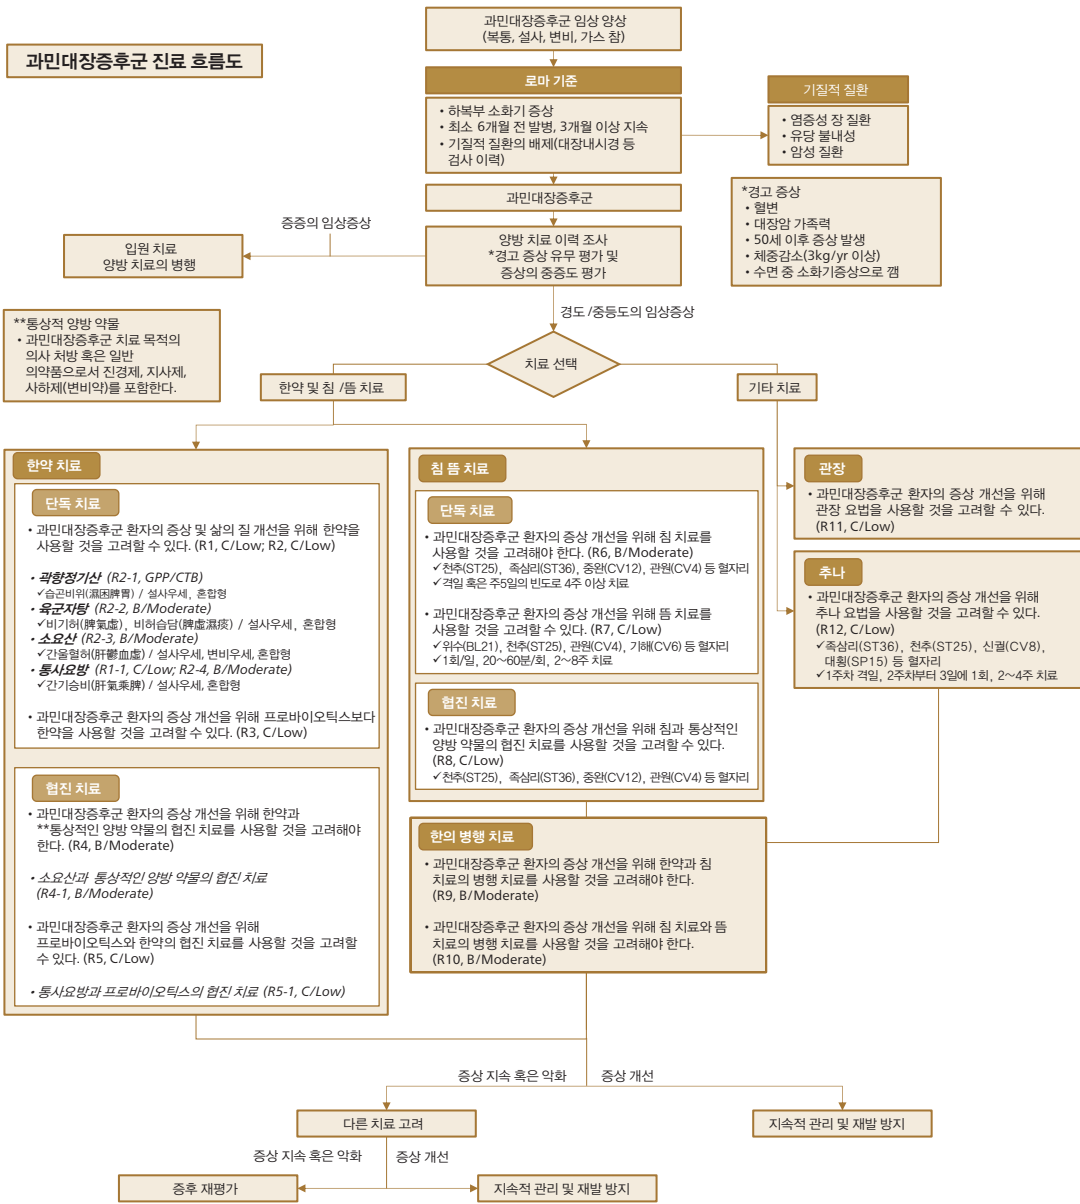 과민대장증후군 진료 흐름도
과민대장증후군 임상 양상
(복통, 설사, 변비, 가스 참)
로마 기준
• 하복부 소화기 증상
• 최소 6개월 전 발병, 3개월 이상 지속
• 기질적 질환의 배제(대장내시경 등
검사 이력)
기질적 질환
• 염증성 장 질환
• 유당 불내성
• 암성 질환
과민대장증후군
*경고 증상
• 혈변
• 대장암 가족력
• 50세 이후 증상 발생
• 체중감소(3kg/yr 이상)
• 수면 중 소화기증상으로 깸
중증의 임상증상
입원 치료
양방 치료의 병행
양방 치료 이력 조사
*경고 증상 유무 평가 및
증상의 중증도 평가
경도 /중등도의 임상증상
**통상적 양방 약물
• 과민대장증후군 치료 목적의
의사 처방 혹은 일반
의약품으로서 진경제, 지사제,
사하제(변비약)를 포함한다.
치료 선택
한약 및 침 /뜸 치료
기타 치료
한약 치료
단독 치료
• 과민대장증후군 환자의 증상 및 삶의 질 개선을 위해 한약을
사용할 것을 고려할 수 있다. (R1, C/Low; R2, C/Low)
• 곽향정기산 (R2-1, GPP/CTB)
✓습곤비위(濕困脾胃) / 설사우세, 혼합형
• 육군자탕 (R2-2, B/Moderate)
✓비기허(脾氣虛), 비허습담(脾虛濕痰) / 설사우세, 혼합형
• 소요산 (R2-3, B/Moderate)
✓간울혈허(肝鬱血虛) / 설사우세, 변비우세, 혼합형
• 통사요방 (R1-1, C/Low; R2-4, B/Moderate)
✓간기승비(肝氣乘脾) / 설사우세, 혼합형
• 과민대장증후군 환자의 증상 개선을 위해 프로바이오틱스보다
한약을 사용할 것을 고려할 수 있다. (R3, C/Low)
협진 치료
• 과민대장증후군 환자의 증상 개선을 위해 한약과
**통상적인 양방 약물의 협진 치료를 사용할 것을 고려해야
한다. (R4, B/Moderate)
• 소요산과 통상적인 양방 약물의 협진 치료
(R4-1, B/Moderate)
• 과민대장증후군 환자의 증상 개선을 위해
프로바이오틱스와 한약의 협진 치료를 사용할 것을 고려할
수 있다. (R5, C/Low)
• 통사요방과 프로바이오틱스의 협진 치료 (R5-1, C/Low)
침 뜸 치료
단독 치료
• 과민대장증후군 환자의 증상 개선을 위해 침 치료를
사용할 것을 고려해야 한다. (R6, B/Moderate)
✓천추(ST25), 족삼리(ST36), 중완(CV12), 관원(CV4) 등 혈자리
✓격일 혹은 주5일의 빈도로 4주 이상 치료
• 과민대장증후군 환자의 증상 개선을 위해 뜸 치료를
사용할 것을 고려할 수 있다. (R7, C/Low)
✓위수(BL21), 천추(ST25), 관원(CV4), 기해(CV6) 등 혈자리
✓1회/일, 20~60분/회, 2~8주 치료
협진 치료
• 과민대장증후군 환자의 증상 개선을 위해 침과 통상적인
양방 약물의 협진 치료를 사용할 것을 고려할 수 있다.
(R8, C/Low)
✓천추(ST25), 족삼리(ST36), 중완(CV12), 관원(CV4) 등 혈자리
관장
• 과민대장증후군 환자의 증상 개선을 위해
관장 요법을 사용할 것을 고려할 수 있다.
(R11, C/Low)
추나
• 과민대장증후군 환자의 증상 개선을 위해
추나 요법을 사용할 것을 고려할 수 있다.
(R12, C/Low)
✓족삼리(ST36), 천추(ST25), 신궐(CV8),
대횡(SP15) 등 혈자리
✓1주차 격일, 2주차부터 3일에 1회, 2~4주 치료
한의 병행 치료
• 과민대장증후군 환자의 증상 개선을 위해 한약과 침
치료의 병행 치료를 사용할 것을 고려해야 한다.
(R9, B/Moderate)
• 과민대장증후군 환자의 증상 개선을 위해 침 치료와 뜸
치료의 병행 치료를 사용할 것을 고려해야 한다.
(R10, B/Moderate)
증상 지속 혹은 악화
증상 개선
다른 치료 고려
지속적 관리 및 재발 방지
증상 지속 혹은 악화
증상 개선
증후 재평가
지속적 관리 및 재발 방지